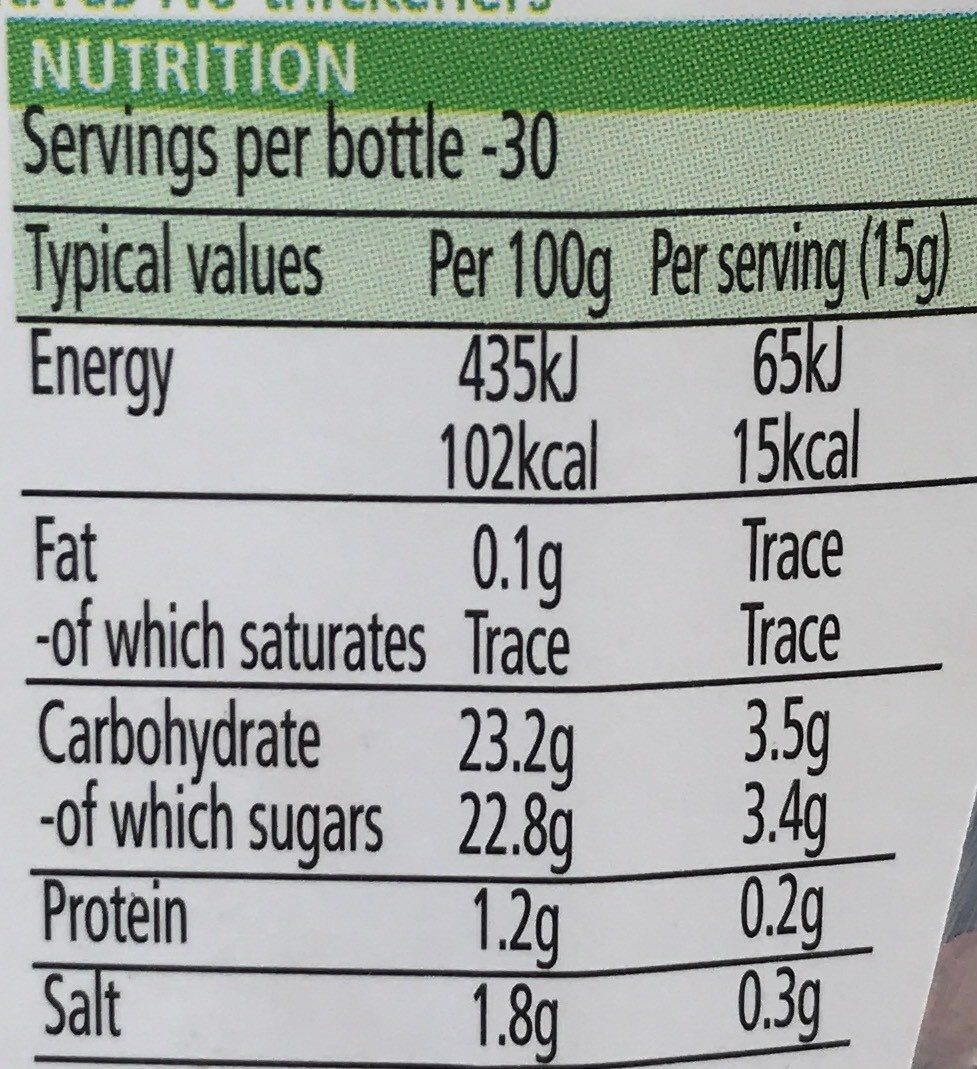 NUTRITION
Servings per bottle -30
Typical values Per 100g Per serving (15g)
Energy 435kJ 65kJ
102kcal 15kcal
Fat 0.1g Trace
-of which saturates Trace Trace
Carbohydrate 23.2g 3.5g
-of which sugars 22.8g 3.4g
Protein 1.2g 0.2g
Salt 1.8g 0.3g